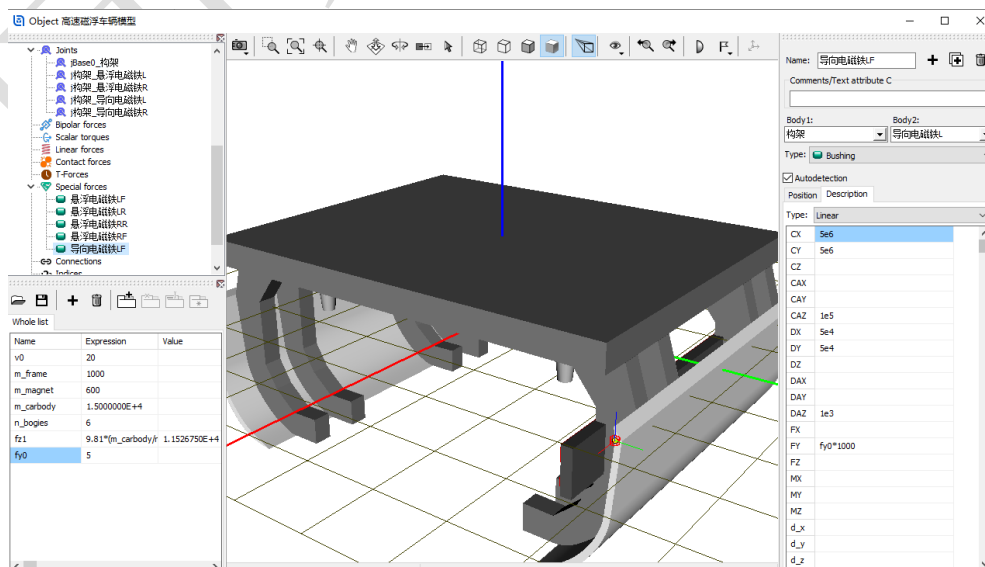 Object 高速磁浮车辆模型
Joints
jBase0_构架
j构架_悬浮电磁铁L
j构架_悬浮电磁铁R
j构架_导向电磁铁L
j构架_导向电磁铁R
Bipolar forces
Scalar torques
Linear forces
Contact forces
T-Forces
Special forces
悬浮电磁铁LF
悬浮电磁铁LR
悬浮电磁铁RR
悬浮电磁铁RF
导向电磁铁LF
Connections
Indices
Whole list
Name Expression Value
v0 20
m_frame 1000
m_magnet 600
m_carbody 1.5000000E+4
n_bogies 6
fz1 9.81*(m_carbody/r 1.1526750E+4
fy0 5
Name: 导向电磁铁LF
Comments/Text attribute C
Body1: Body2:
构架 导向电磁铁L
Type: Bushing
Autodetection
Position Description
Type: Linear
CX 5e6
CY 5e6
CZ
CAX
CAY
CAZ 1e5
DX 5e4
DY 5e4
DZ
DAX
DAY
DAZ 1e3
FX
FY fy0*1000
FZ
MX
MY
MZ
d_x
d_y
d_z